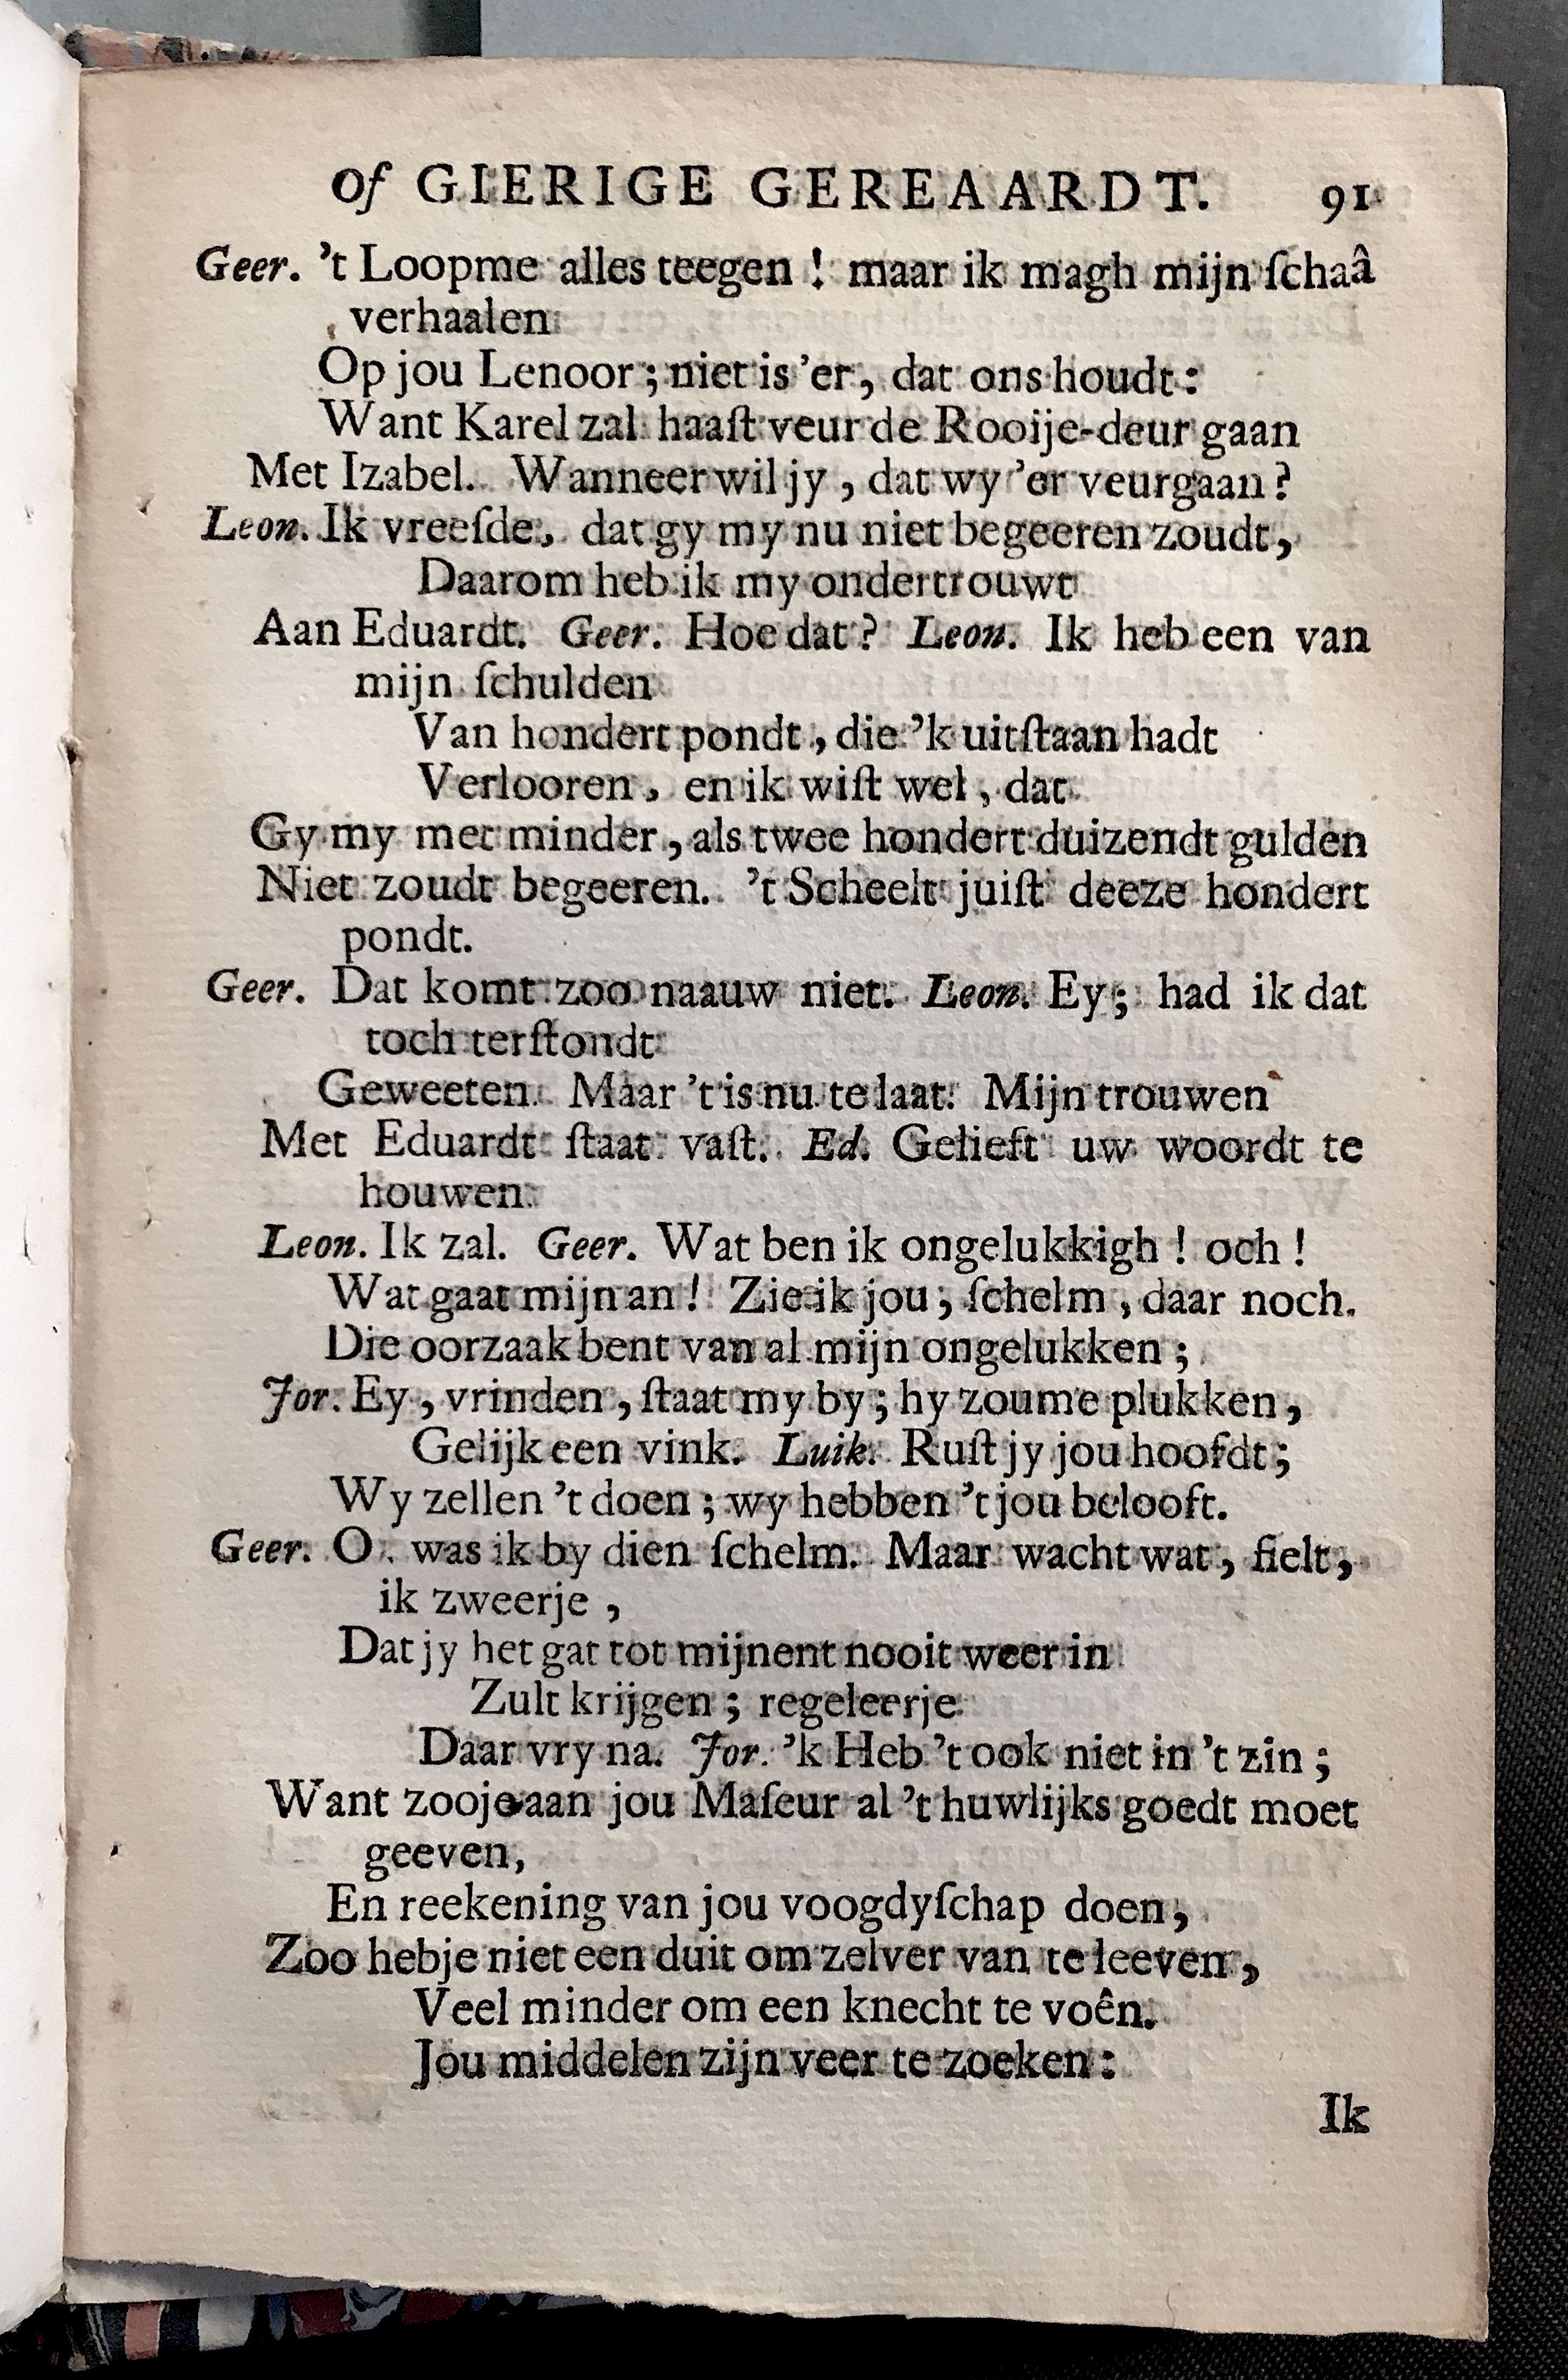 of GIERIGE GEREAARDT. 91
Geer. 't Loopme alles teegen ! maar ik magh mijn ſchaâ
verhaalen
Op jou Lenoor ; niet is 'er, dat ons houdt :
Want Karel zal haaſt veur de Rooije-deur gaan
Met Izabel. Wanneer wil jy , dat wy 'er veurgaan ?
Leon. Ik vreeſde, dat gy my nu niet begeeren zoudt,
Daarom heb ik my ondertrouwt
Aan Eduardt. Geer. Hoe dat ? Leon. Ik heb een van
mijn ſchulden
Van hondert pondt , die 'k uitſtaan hadt
Verlooren , en ik wiſt wel , dat
Gy my met minder , als twee hondert duizendt gulden
Niet zoudt begeeren. 't Scheelt juiſt deeze hondert
pondt.
Geer. Dat komt zoo naauw niet. Leon. Ey ; had ik dat
toch terſtondt
Geweeten. Maar 't is nu te laat. Mijn trouwen
Met Eduardt ſtaat vaſt. Ed. Gelieft uw woordt te
houwen.
Leon. Ik zal. Geer. Wat ben ik ongelukkigh ! och !
Wat gaat mijn an ! Zie ik jou , ſchelm , daar noch.
Die oorzaak bent van al mijn ongelukken ;
Jor. Ey , vrinden , ſtaat my by ; hy zoume plukken,
Gelijk een vink. Luik. Ruſt jy jou hoofdt ;
Wy zellen 't doen ; wy hebben 't jou belooft.
Geer. O . was ik by dien ſchelm. Maar wacht wat , fielt,
ik zweerje ,
Dat jy het gat tot mijnent nooit weer in
Zult krijgen ; regeleerje
Daar vry na. Jor. 'k Heb 't ook niet in 't zin ;
Want zooje aan jou Maſeur al 't huwlijks goedt moet
geeven,
En reekening van jou voogdyſchap doen,
Zoo hebje niet een duit om zelver van te leeven,
Veel minder om een knecht te voên.
Jou middelen zijn veer te zoeken :
Ik